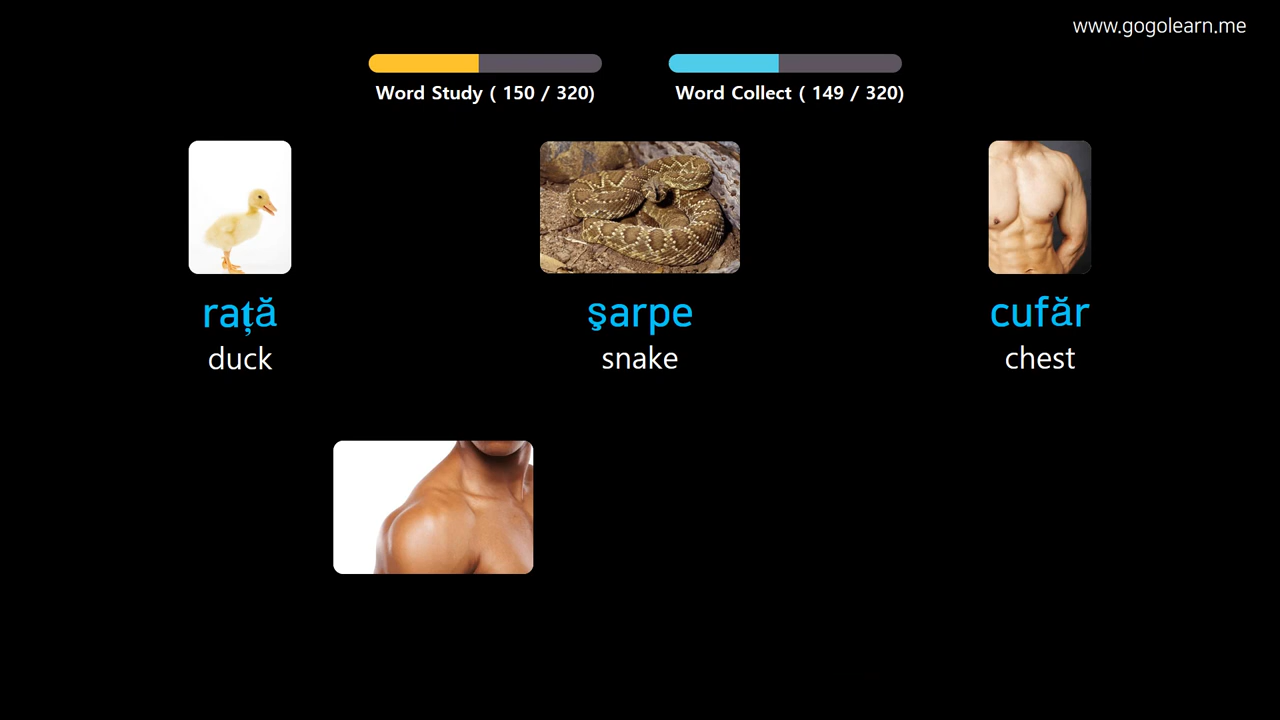 www.gogolearn.me
Word Study ( 150 / 320)
Word Collect ( 149 / 320)
rață
duck
şarpe
snake
cufăr
chest